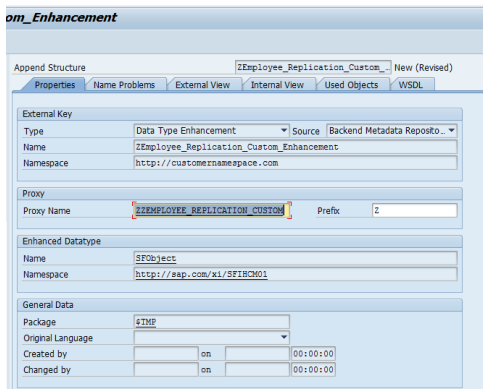 om_Enhancement
Append Structure ZEmployee_Replication_Custom_… New (Revised)
Properties Name Problems External View Internal View Used Objects WSDL
External Key
Type Data Type Enhancement Source Backend Metadata Reposito…
Name ZEmployee_Replication_Custom_Enhancement
Namespace http://customernamespace.com
Proxy
Proxy Name ZZEMPLOYEE_REPLICATION_CUSTOM Prefix Z
Enhanced Datatype
Name SFObject
Namespace http://sap.com/xi/SFIHCM01
General Data
Package $TMP
Original Language
Created by on 00:00:00
Changed by on 00:00:00